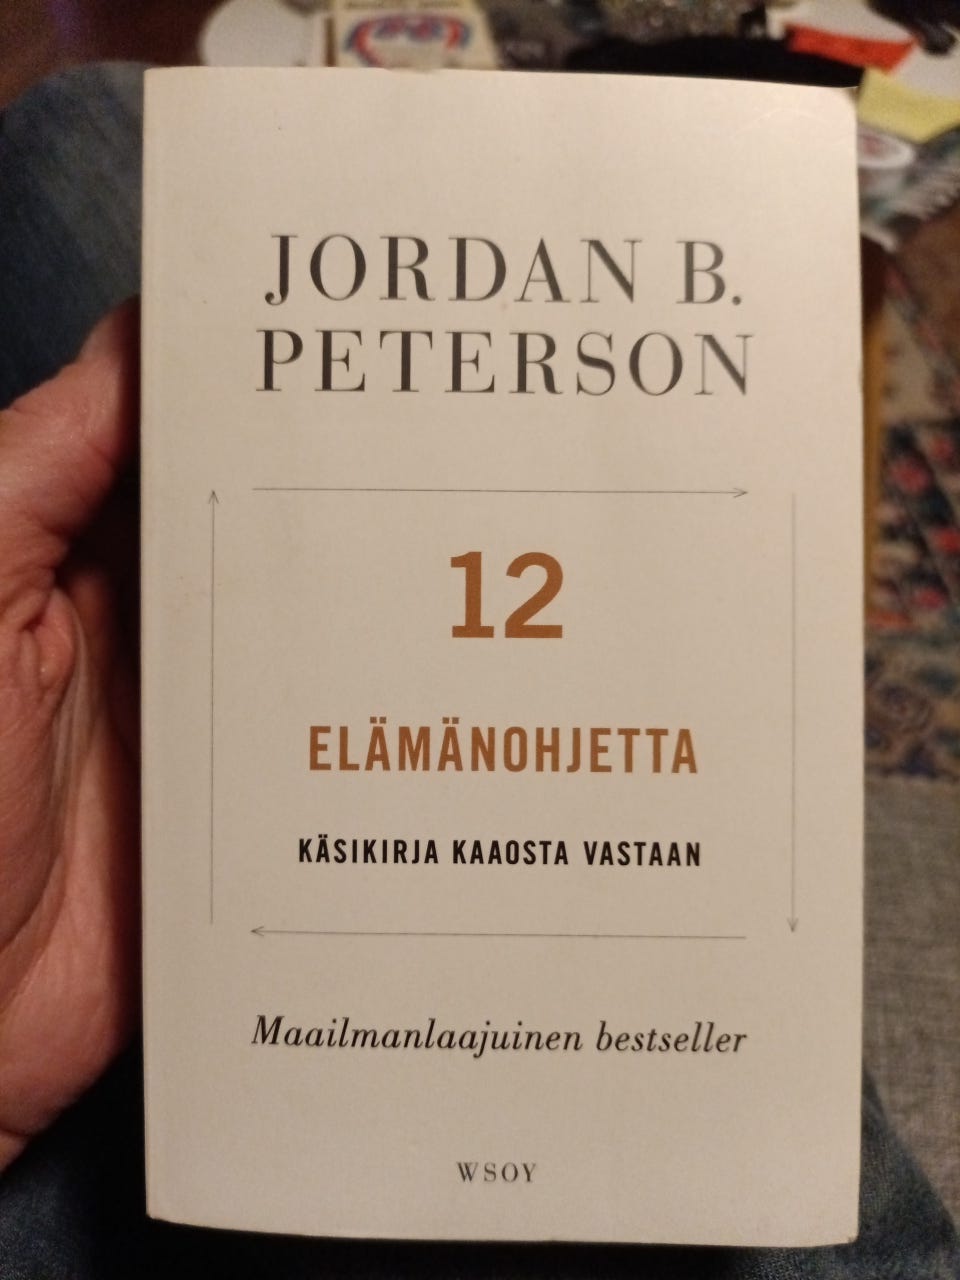 JORDAN B.
PETERSON
12
ELÄMÄNOHJETTA
KÄSIKIRJA KAAOSTA VASTAAN
Maailmanlaajuinen bestseller
WSOY